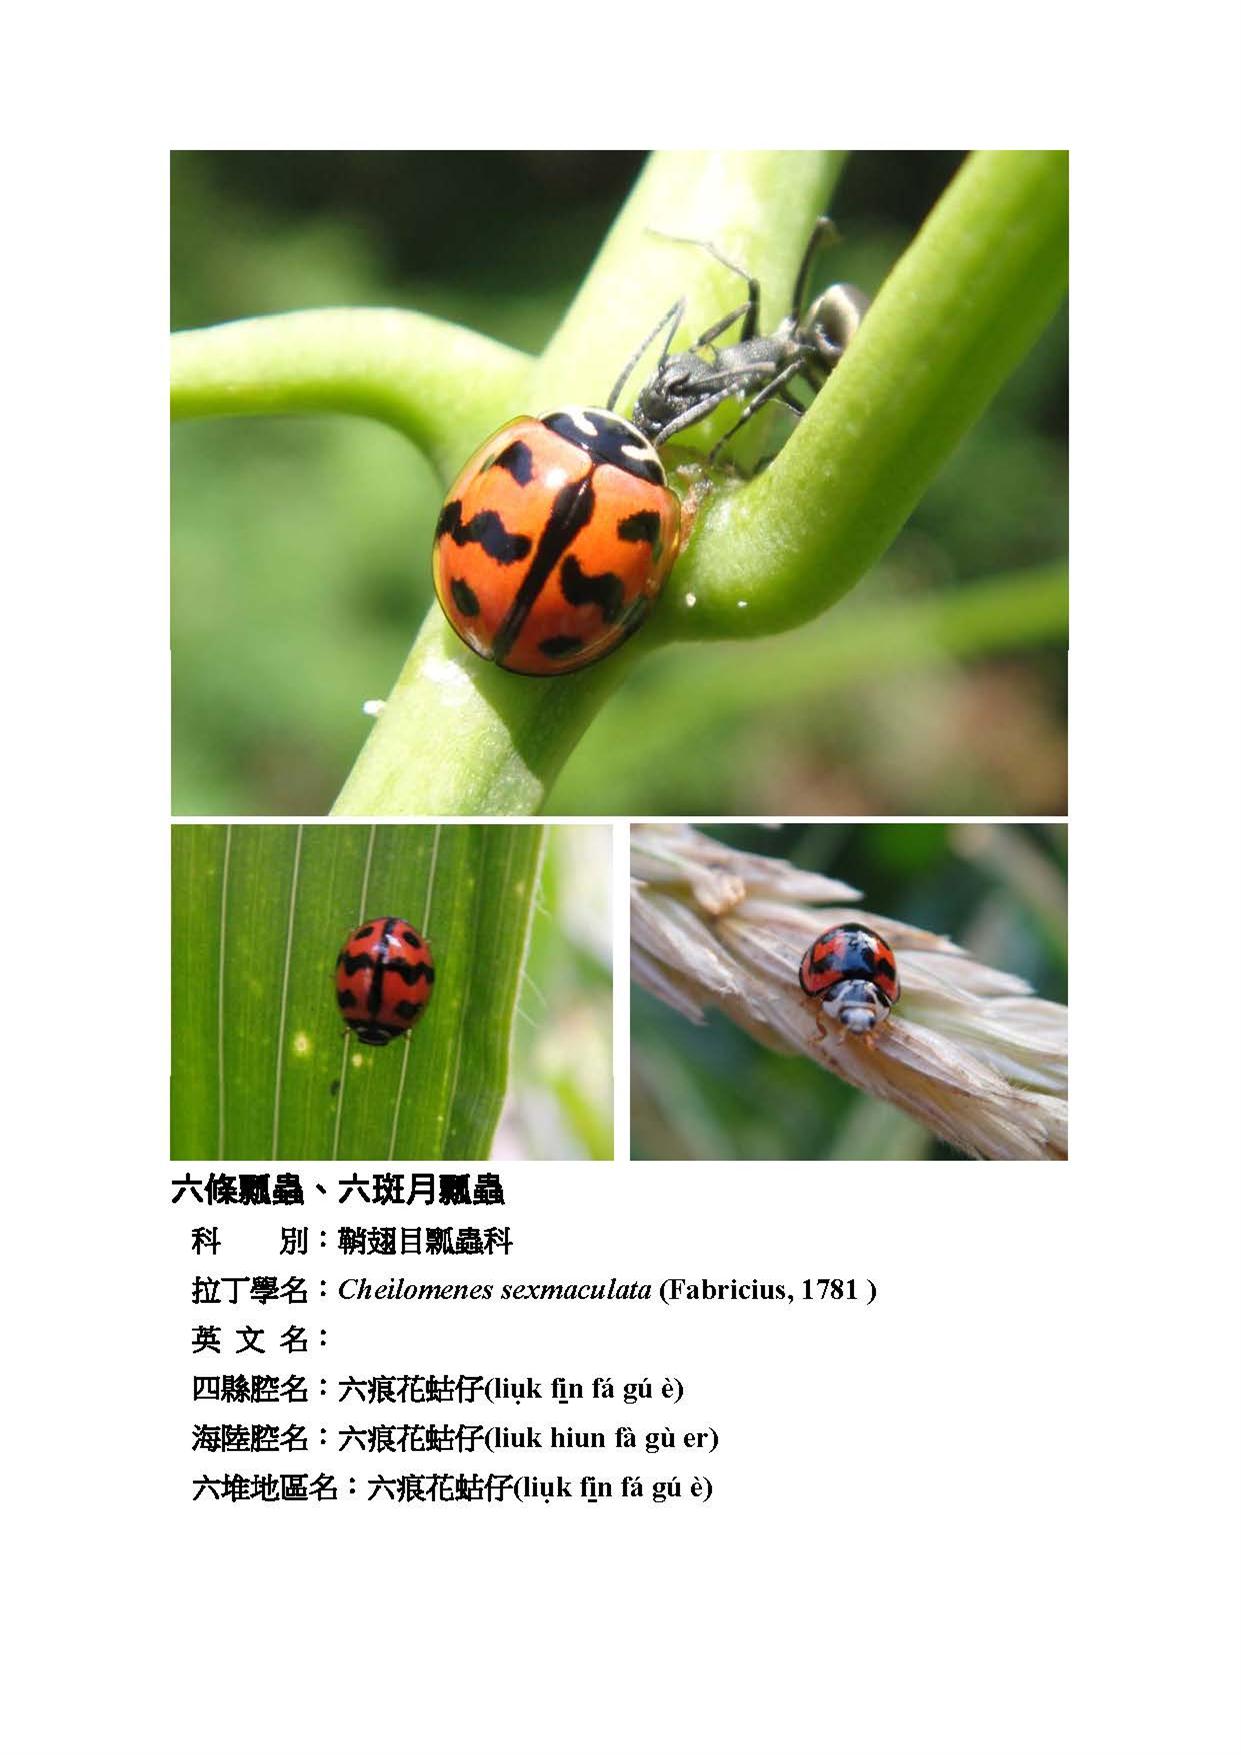 六條瓢蟲、六斑月瓢蟲
科　　別：鞘翅目瓢蟲科
拉丁學名：Cheilomenes sexmaculata (Fabricius, 1781 )
英 文 名：
四縣腔名：六痕花蛄仔(liụk fi̱n fá gú è)
海陸腔名：六痕花蛄仔(liuk hiun fà gù er)
六堆地區名：六痕花蛄仔(liụk fi̱n fá gú è)